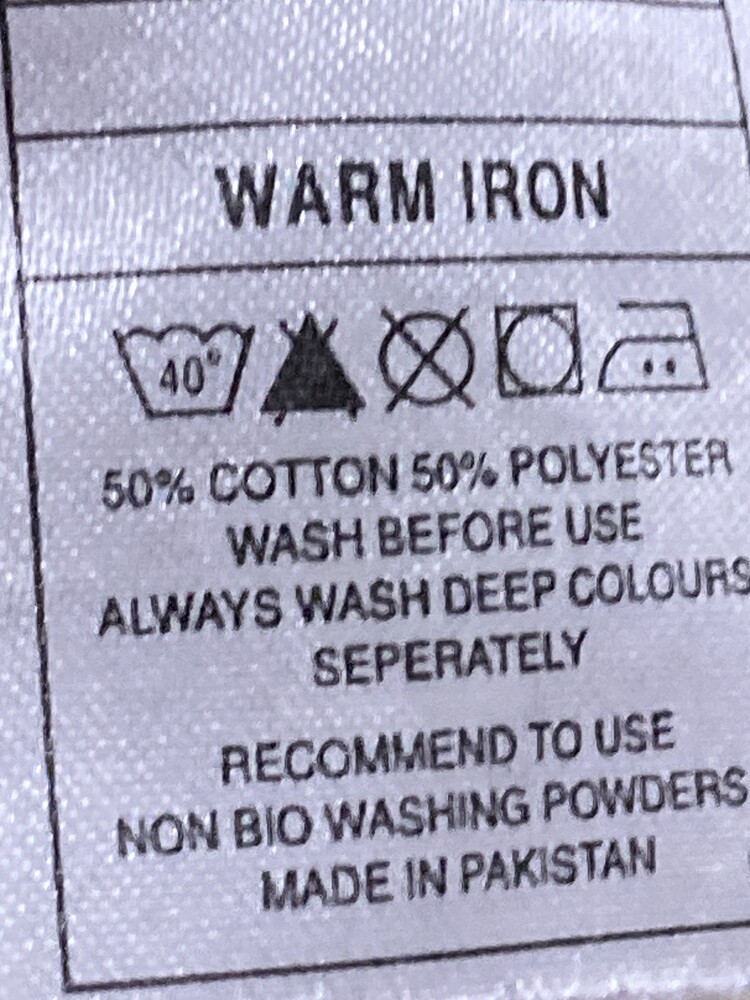 WARM IRON
40°
50% COTTON 50% POLYESTER
WASH BEFORE USE
ALWAYS WASH DEEP COLOURS
SEPERATELY
RECOMMEND TO USE
NON BIO WASHING POWDERS
MADE IN PAKISTAN